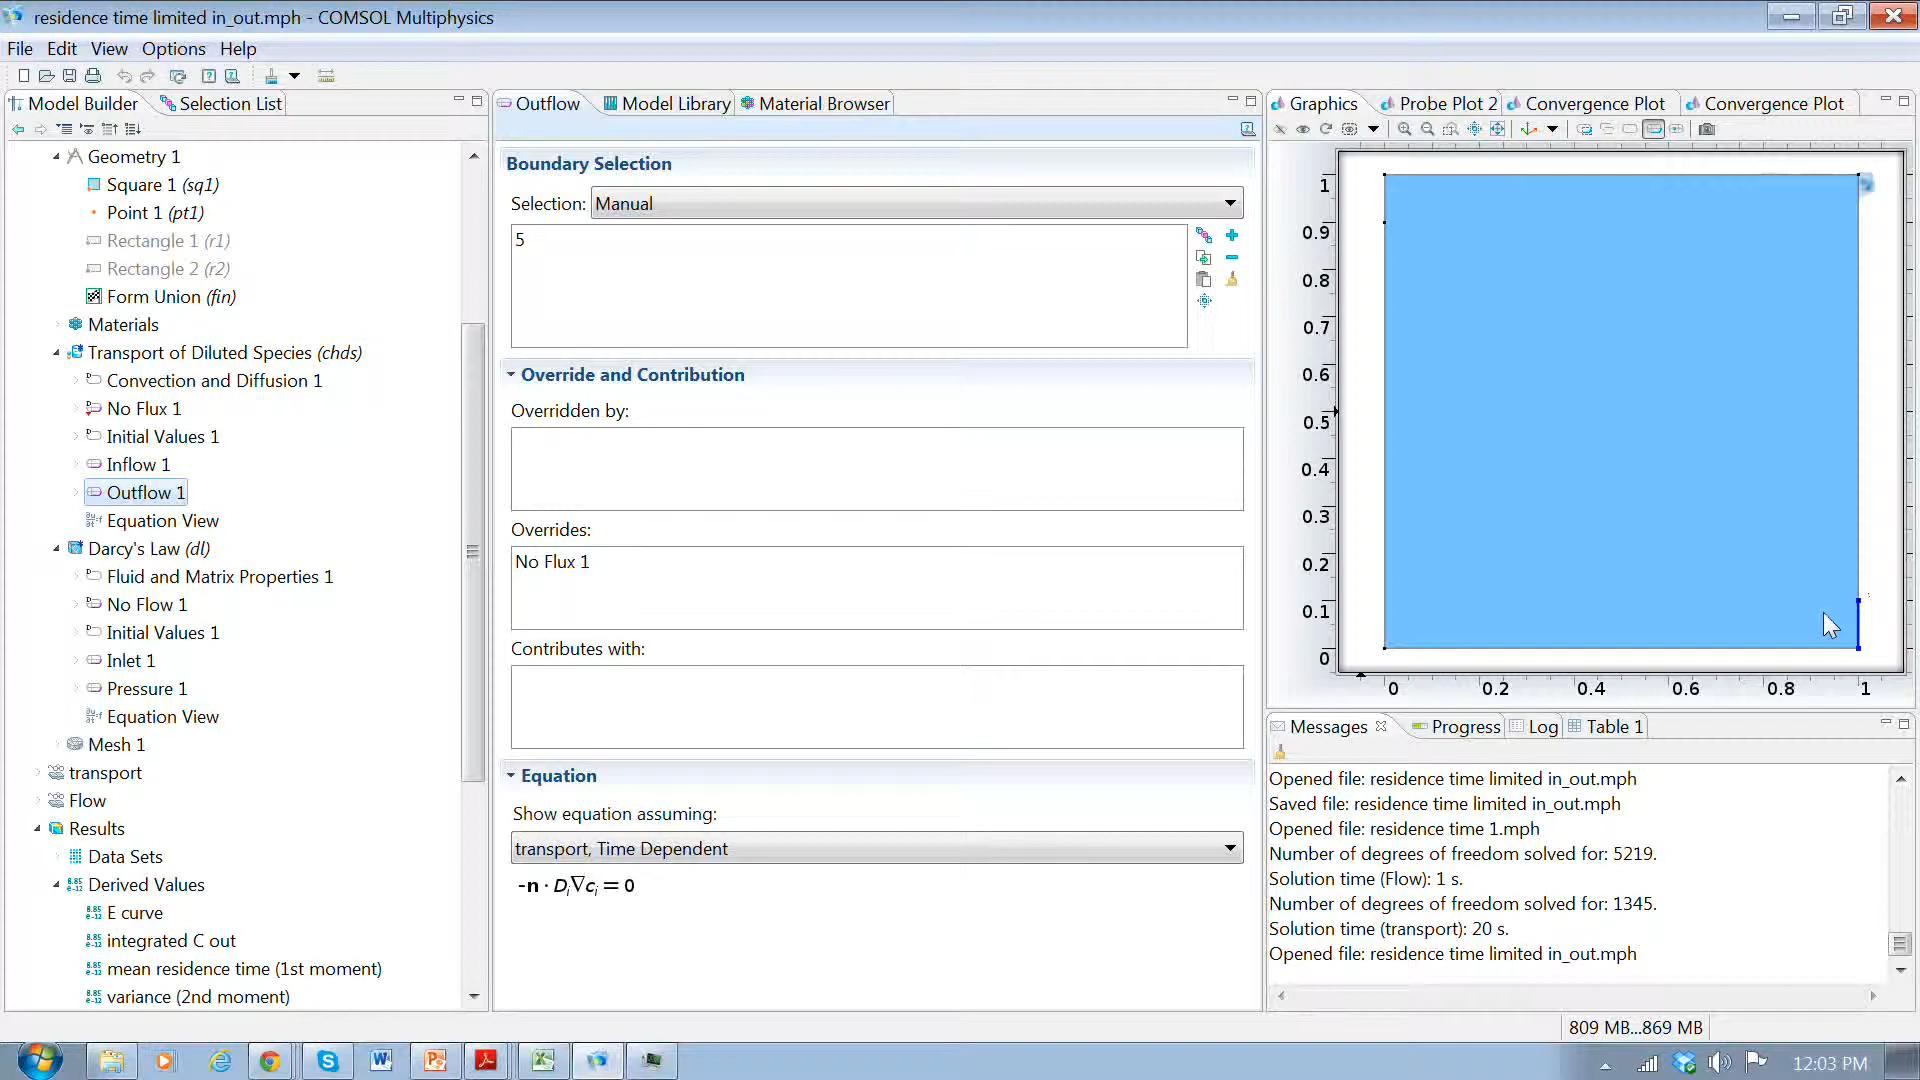 residence time limited in_out.mph - COMSOL Multiphysics
File Edit View Options Help
Model Builder Selection List
Geometry 1
Square 1 (sq1)
Point 1 (pt1)
Rectangle 1 (r1)
Rectangle 2 (r2)
Form Union (fin)
Materials
Transport of Diluted Species (chds)
Convection and Diffusion 1
No Flux 1
Initial Values 1
Inflow 1
Outflow 1
Equation View
Darcy's Law (dl)
Fluid and Matrix Properties 1
No Flow 1
Initial Values 1
Inlet 1
Pressure 1
Equation View
Mesh 1
transport
Flow
Results
Data Sets
Derived Values
E curve
integrated C out
mean residence time (1st moment)
variance (2nd moment)
Outflow Model Library Material Browser
Boundary Selection
Selection: Manual
5
Override and Contribution
Overridden by:
Overrides:
No Flux 1
Contributes with:
Equation
Show equation assuming:
transport, Time Dependent
-n · Di∇ci = 0
Graphics Probe Plot 2 Convergence Plot Convergence Plot
1
0.9
0.8
0.7
0.6
0.5
0.4
0.3
0.2
0.1
0
0 0.2 0.4 0.6 0.8 1
Messages Progress Log Table 1
Opened file: residence time limited in_out.mph
Saved file: residence time limited in_out.mph
Opened file: residence time 1.mph
Number of degrees of freedom solved for: 5219.
Solution time (Flow): 1 s.
Number of degrees of freedom solved for: 1345.
Solution time (transport): 20 s.
Opened file: residence time limited in_out.mph
809 MB...869 MB
12:03 PM